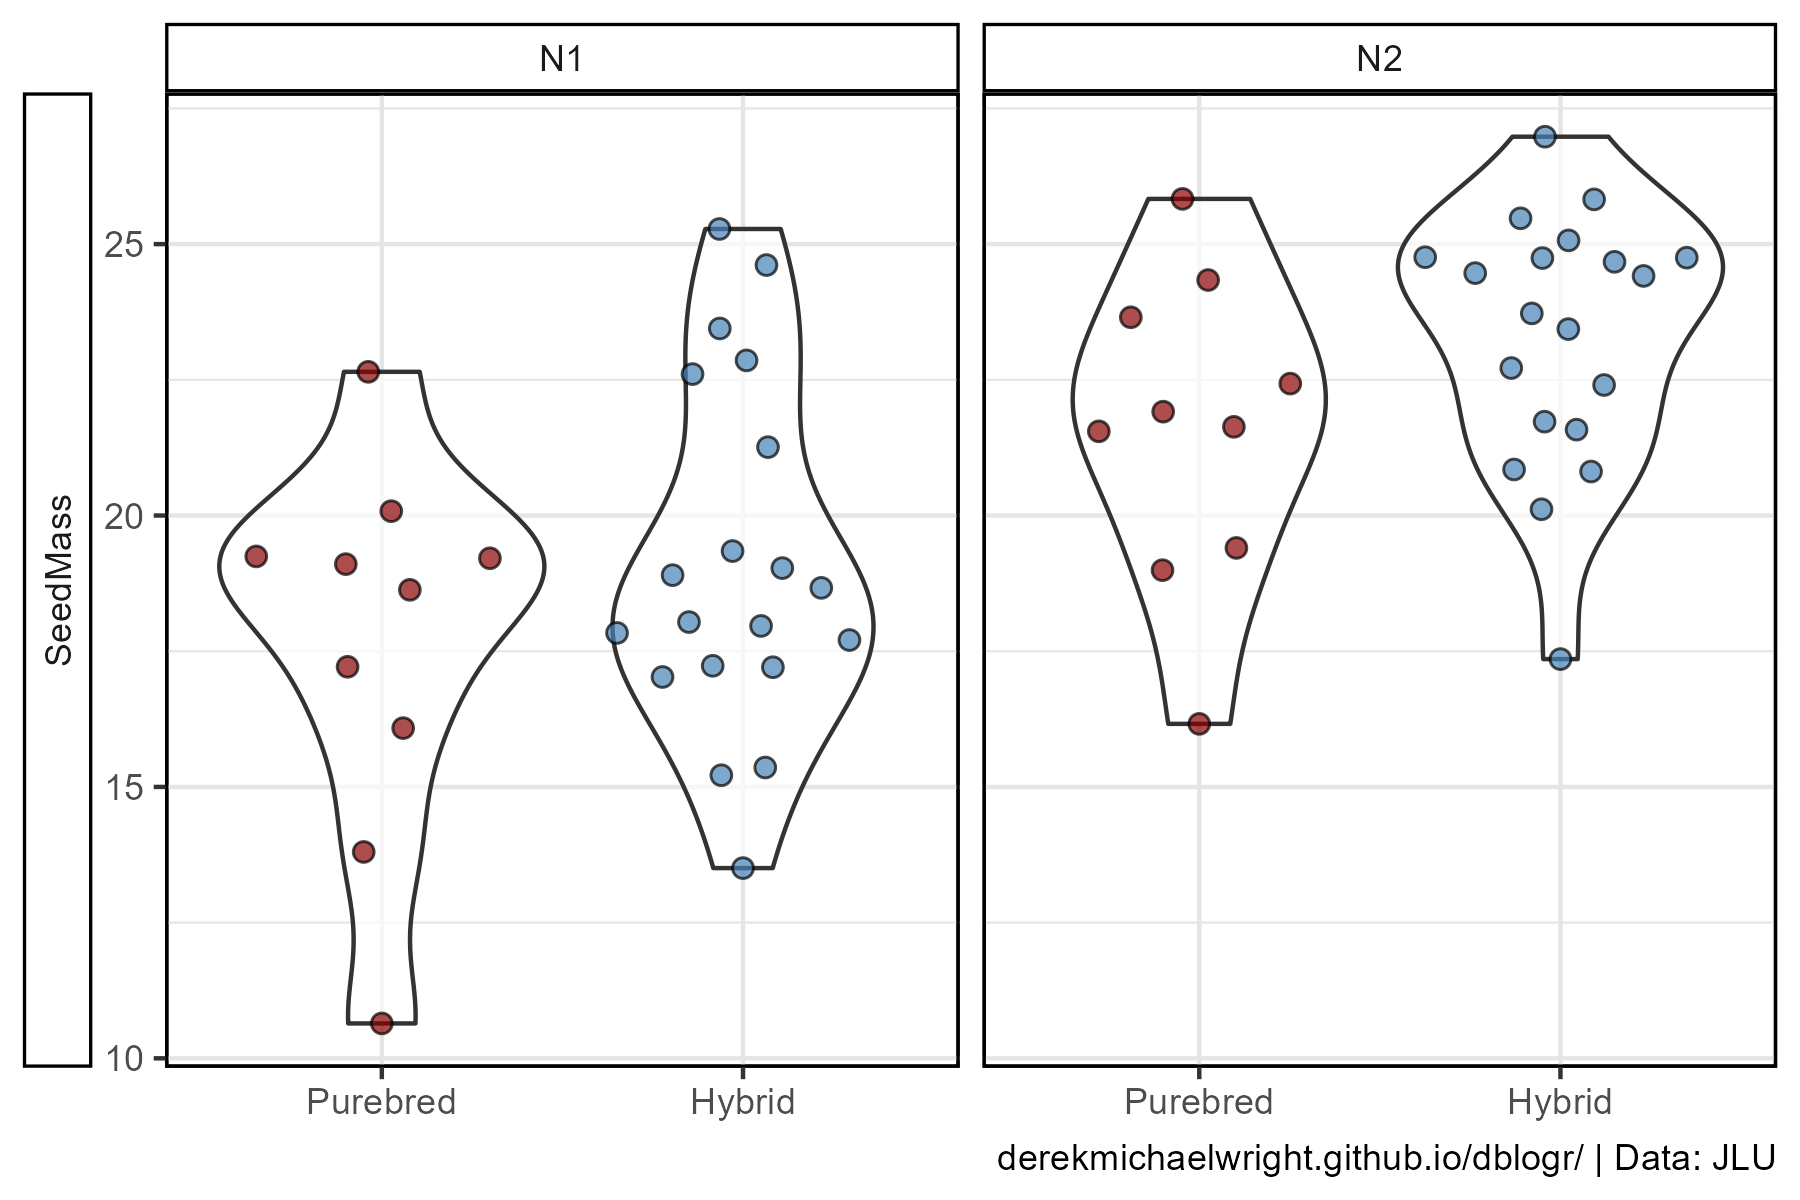 N1
N2
SeedMass
25
20
15
10
Purebred
Hybrid
Purebred
Hybrid
derekmichaelwright.github.io/dblogr/ | Data: JLU